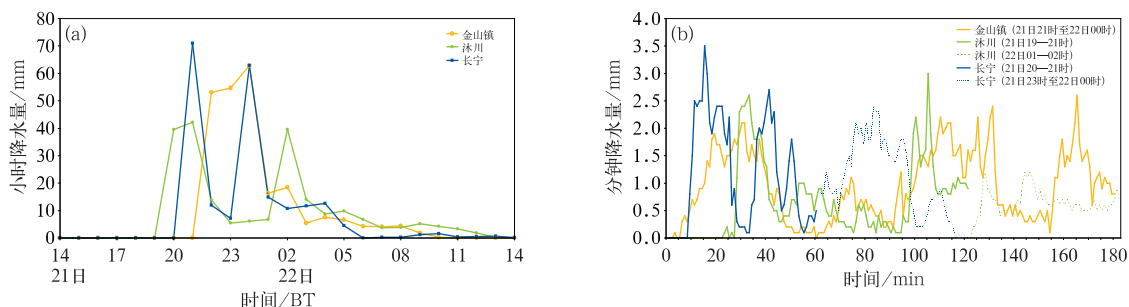 (a)
金山镇
沐川
长宁
小时降水量/mm
80
70
60
50
40
30
20
10
0
14 17 20 23 02 05 08 11 14
21日 22日
时间/BT
(b)
金山镇 (21日21时至22日00时)
沐川 (21日19—21时)
沐川 (22日01—02时)
长宁 (21日20—21时)
长宁 (21日23时至22日00时)
分钟降水量/mm
4.0
3.5
3.0
2.5
2.0
1.5
1.0
0.5
0.0
0 20 40 60 80 100 120 140 160 180
时间/min